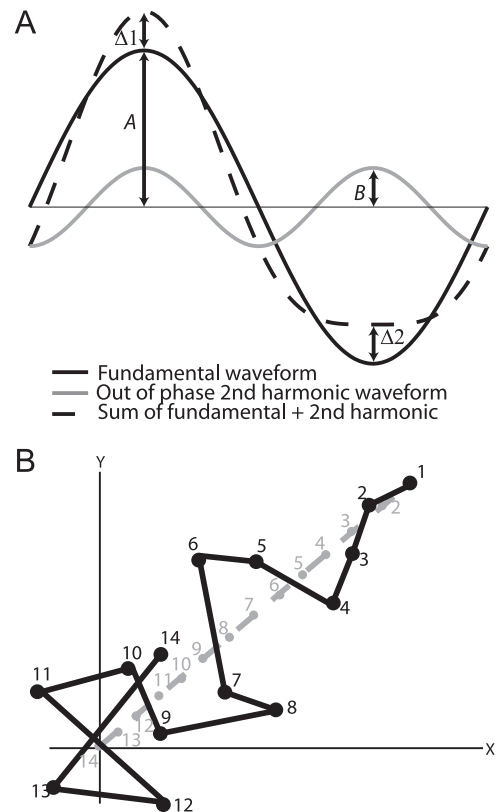 A
Δ1
A
B
Δ2
Fundamental waveform
Out of phase 2nd harmonic waveform
Sum of fundamental + 2nd harmonic
B
Y
1
2
2
3
3
4
4
5
5
6
6
7
7
8
8
9
9
10
10
11
11
12
12
13
13
14
14
X